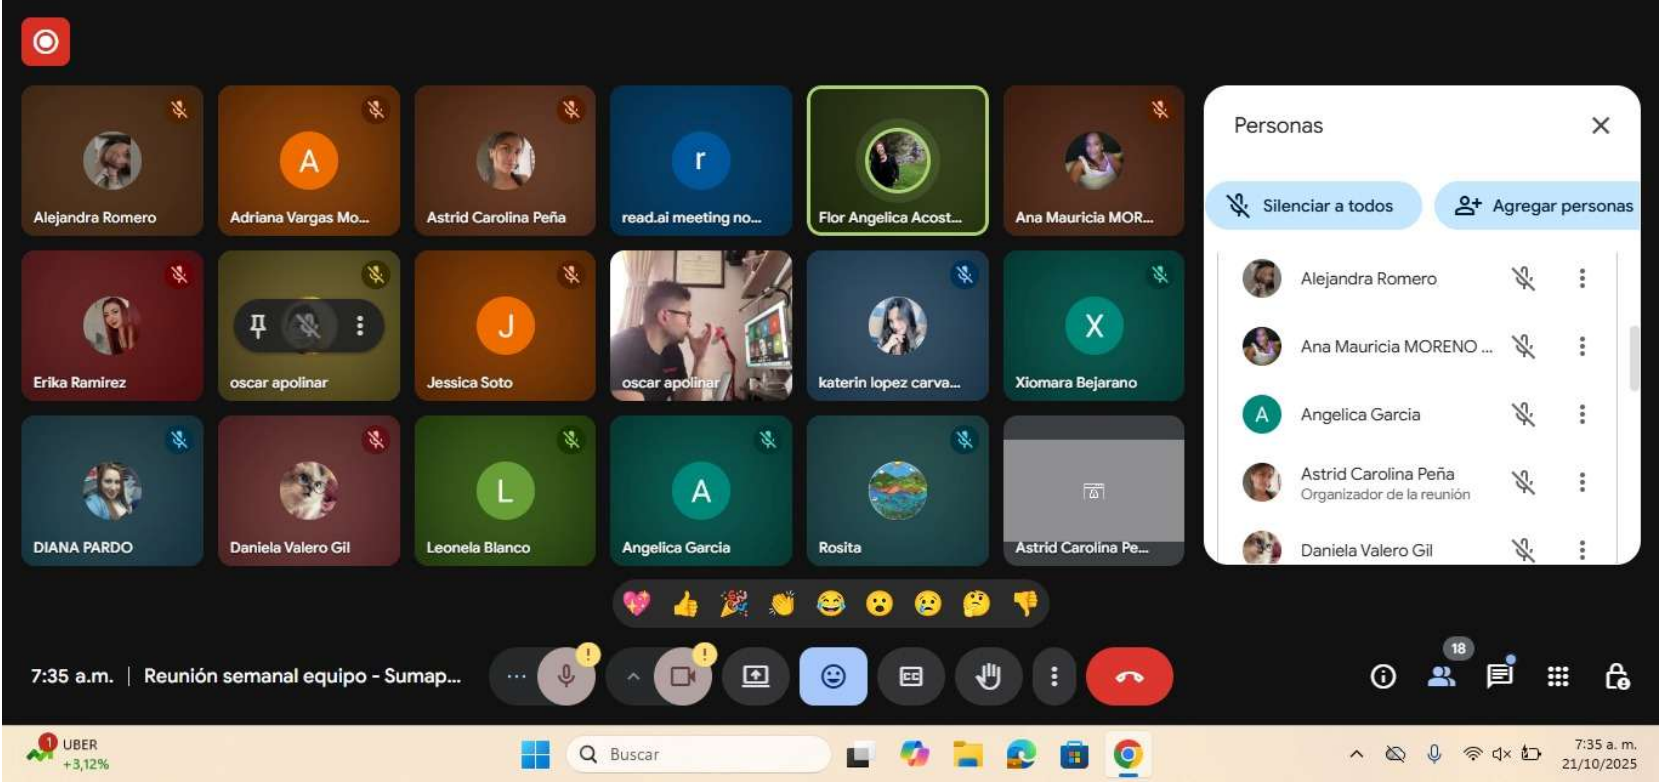 A
r
Alejandra Romero
Adriana Vargas Mo...
Astrid Carolina Peña
read.ai meeting no...
Flor Angelica Acost...
Ana Mauricia MOR...
J
X
Erika Ramirez
oscar apolinar
Jessica Soto
oscar apolinar
katerin lopez carva...
Xiomara Bejarano
L
A
DIANA PARDO
Daniela Valero Gil
Leonela Blanco
Angelica Garcia
Rosita
Astrid Carolina Pe...
Personas
Silenciar a todos
Agregar personas
Alejandra Romero
Ana Mauricia MORENO ...
A
Angelica Garcia
Astrid Carolina Peña
Organizador de la reunión
Daniela Valero Gil
7:35 a.m. | Reunión semanal equipo - Sumap...
!
!
CC
18
1
UBER
+3,12%
Buscar
7:35 a. m.
21/10/2025